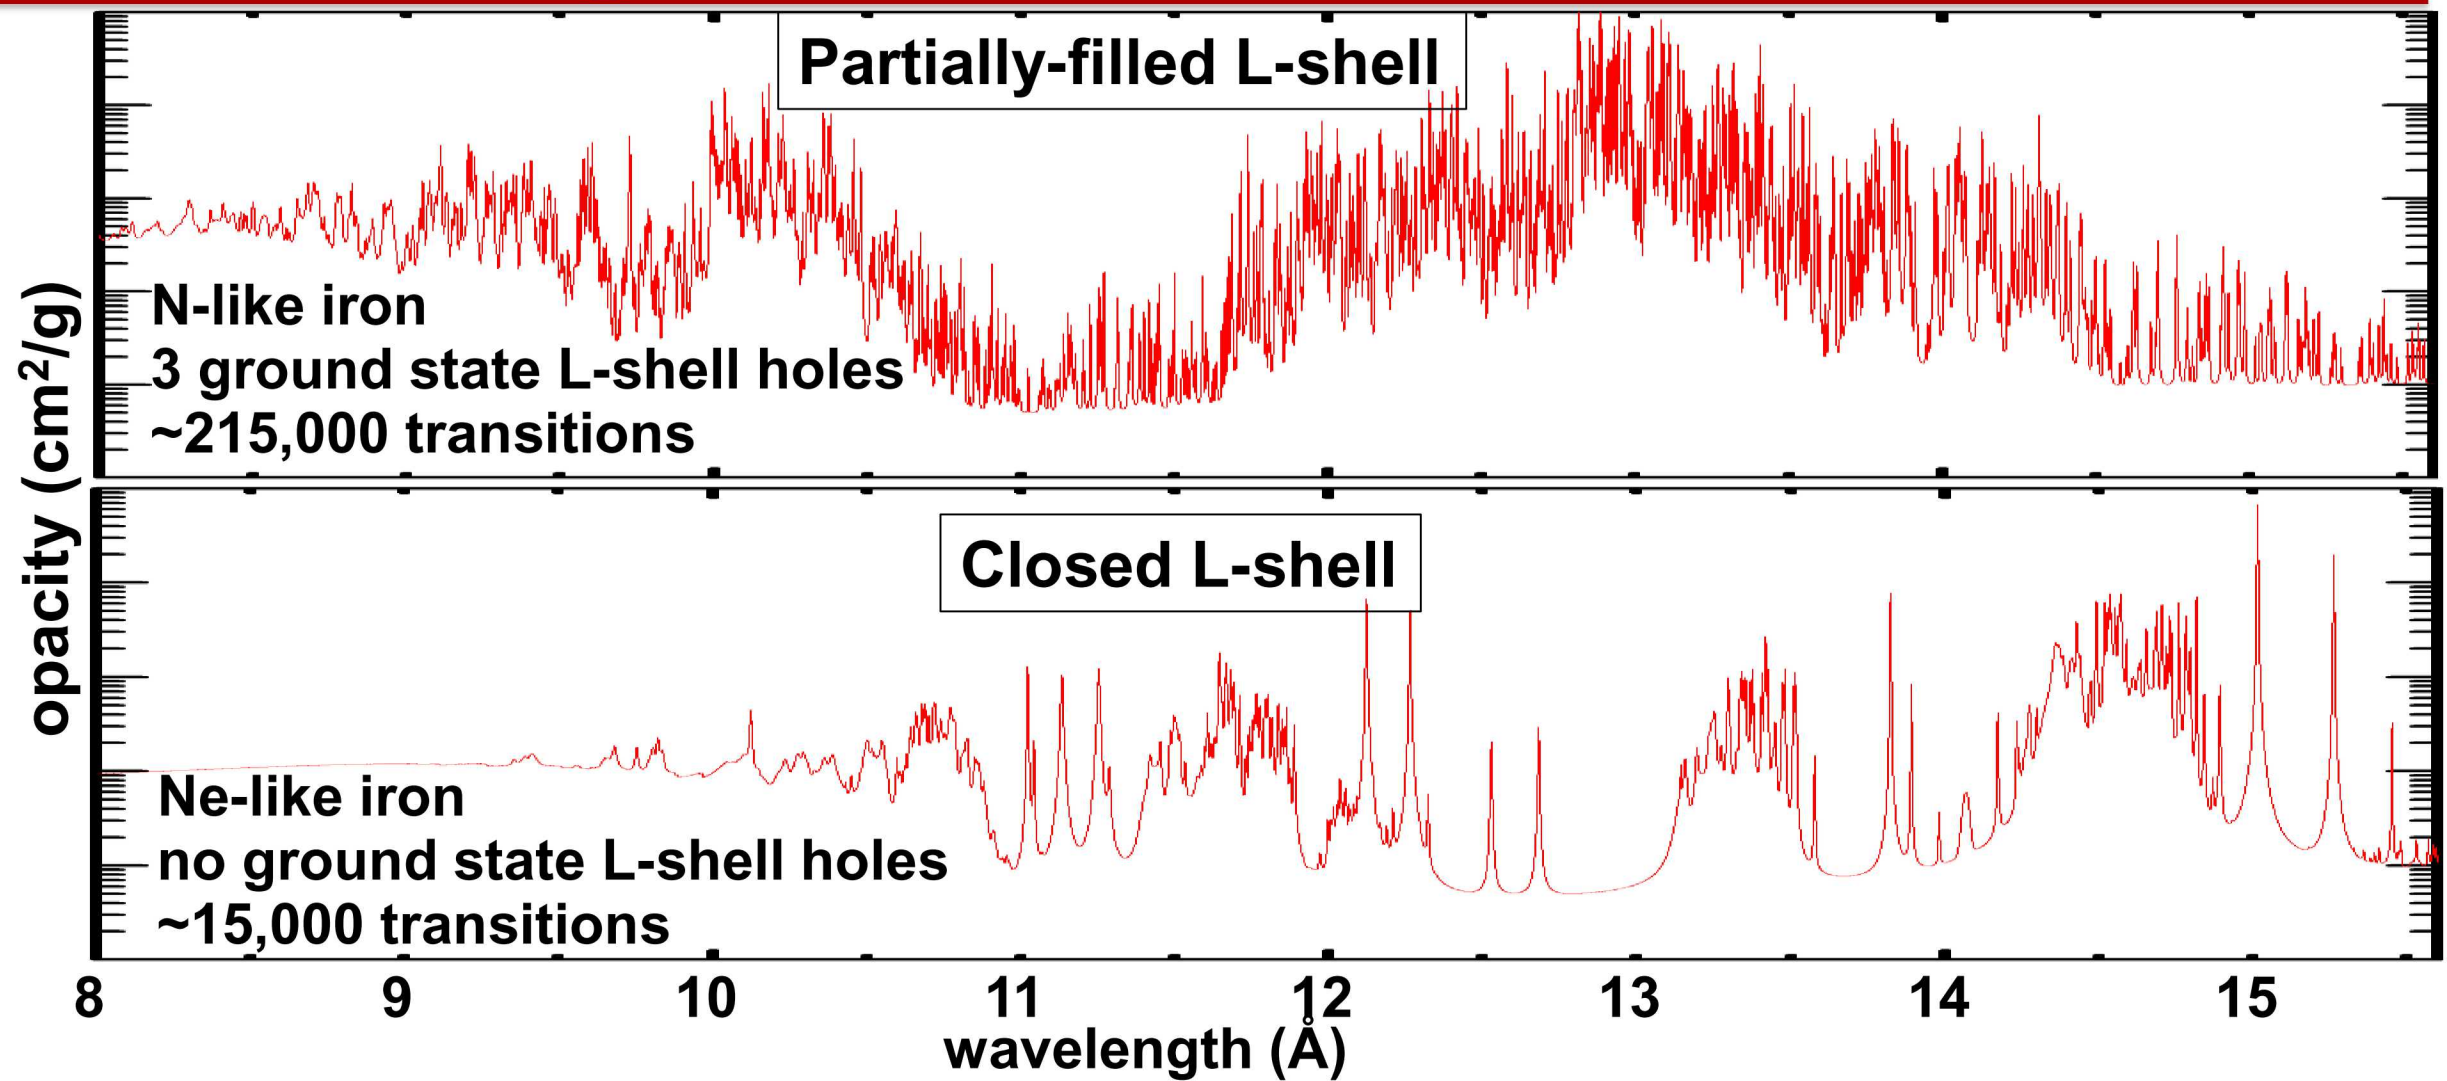 Partially-filled L-shell
N-like iron
3 ground state L-shell holes
~215,000 transitions
opacity (cm²/g)
Closed L-shell
Ne-like iron
no ground state L-shell holes
~15,000 transitions
8 9 10 11 12 13 14 15
wavelength (Å)